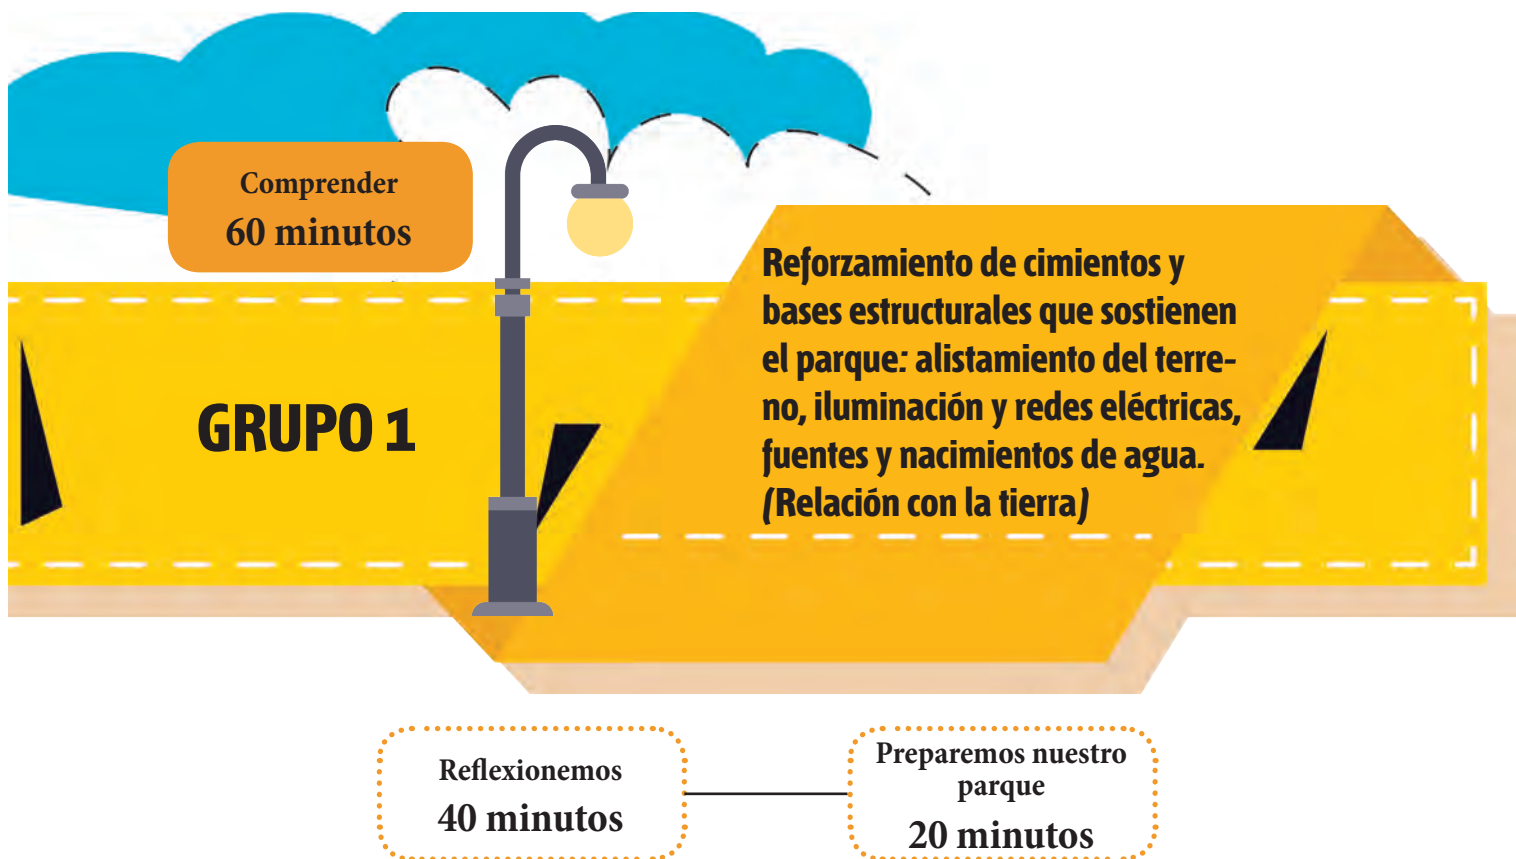 Comprender
60 minutos
GRUPO 1
Reforzamiento de cimientos y
bases estructurales que sostienen
el parque: alistamiento del terre-
no, iluminación y redes eléctricas,
fuentes y nacimientos de agua.
(Relación con la tierra)
Reflexionemos
40 minutos
Preparemos nuestro
parque
20 minutos